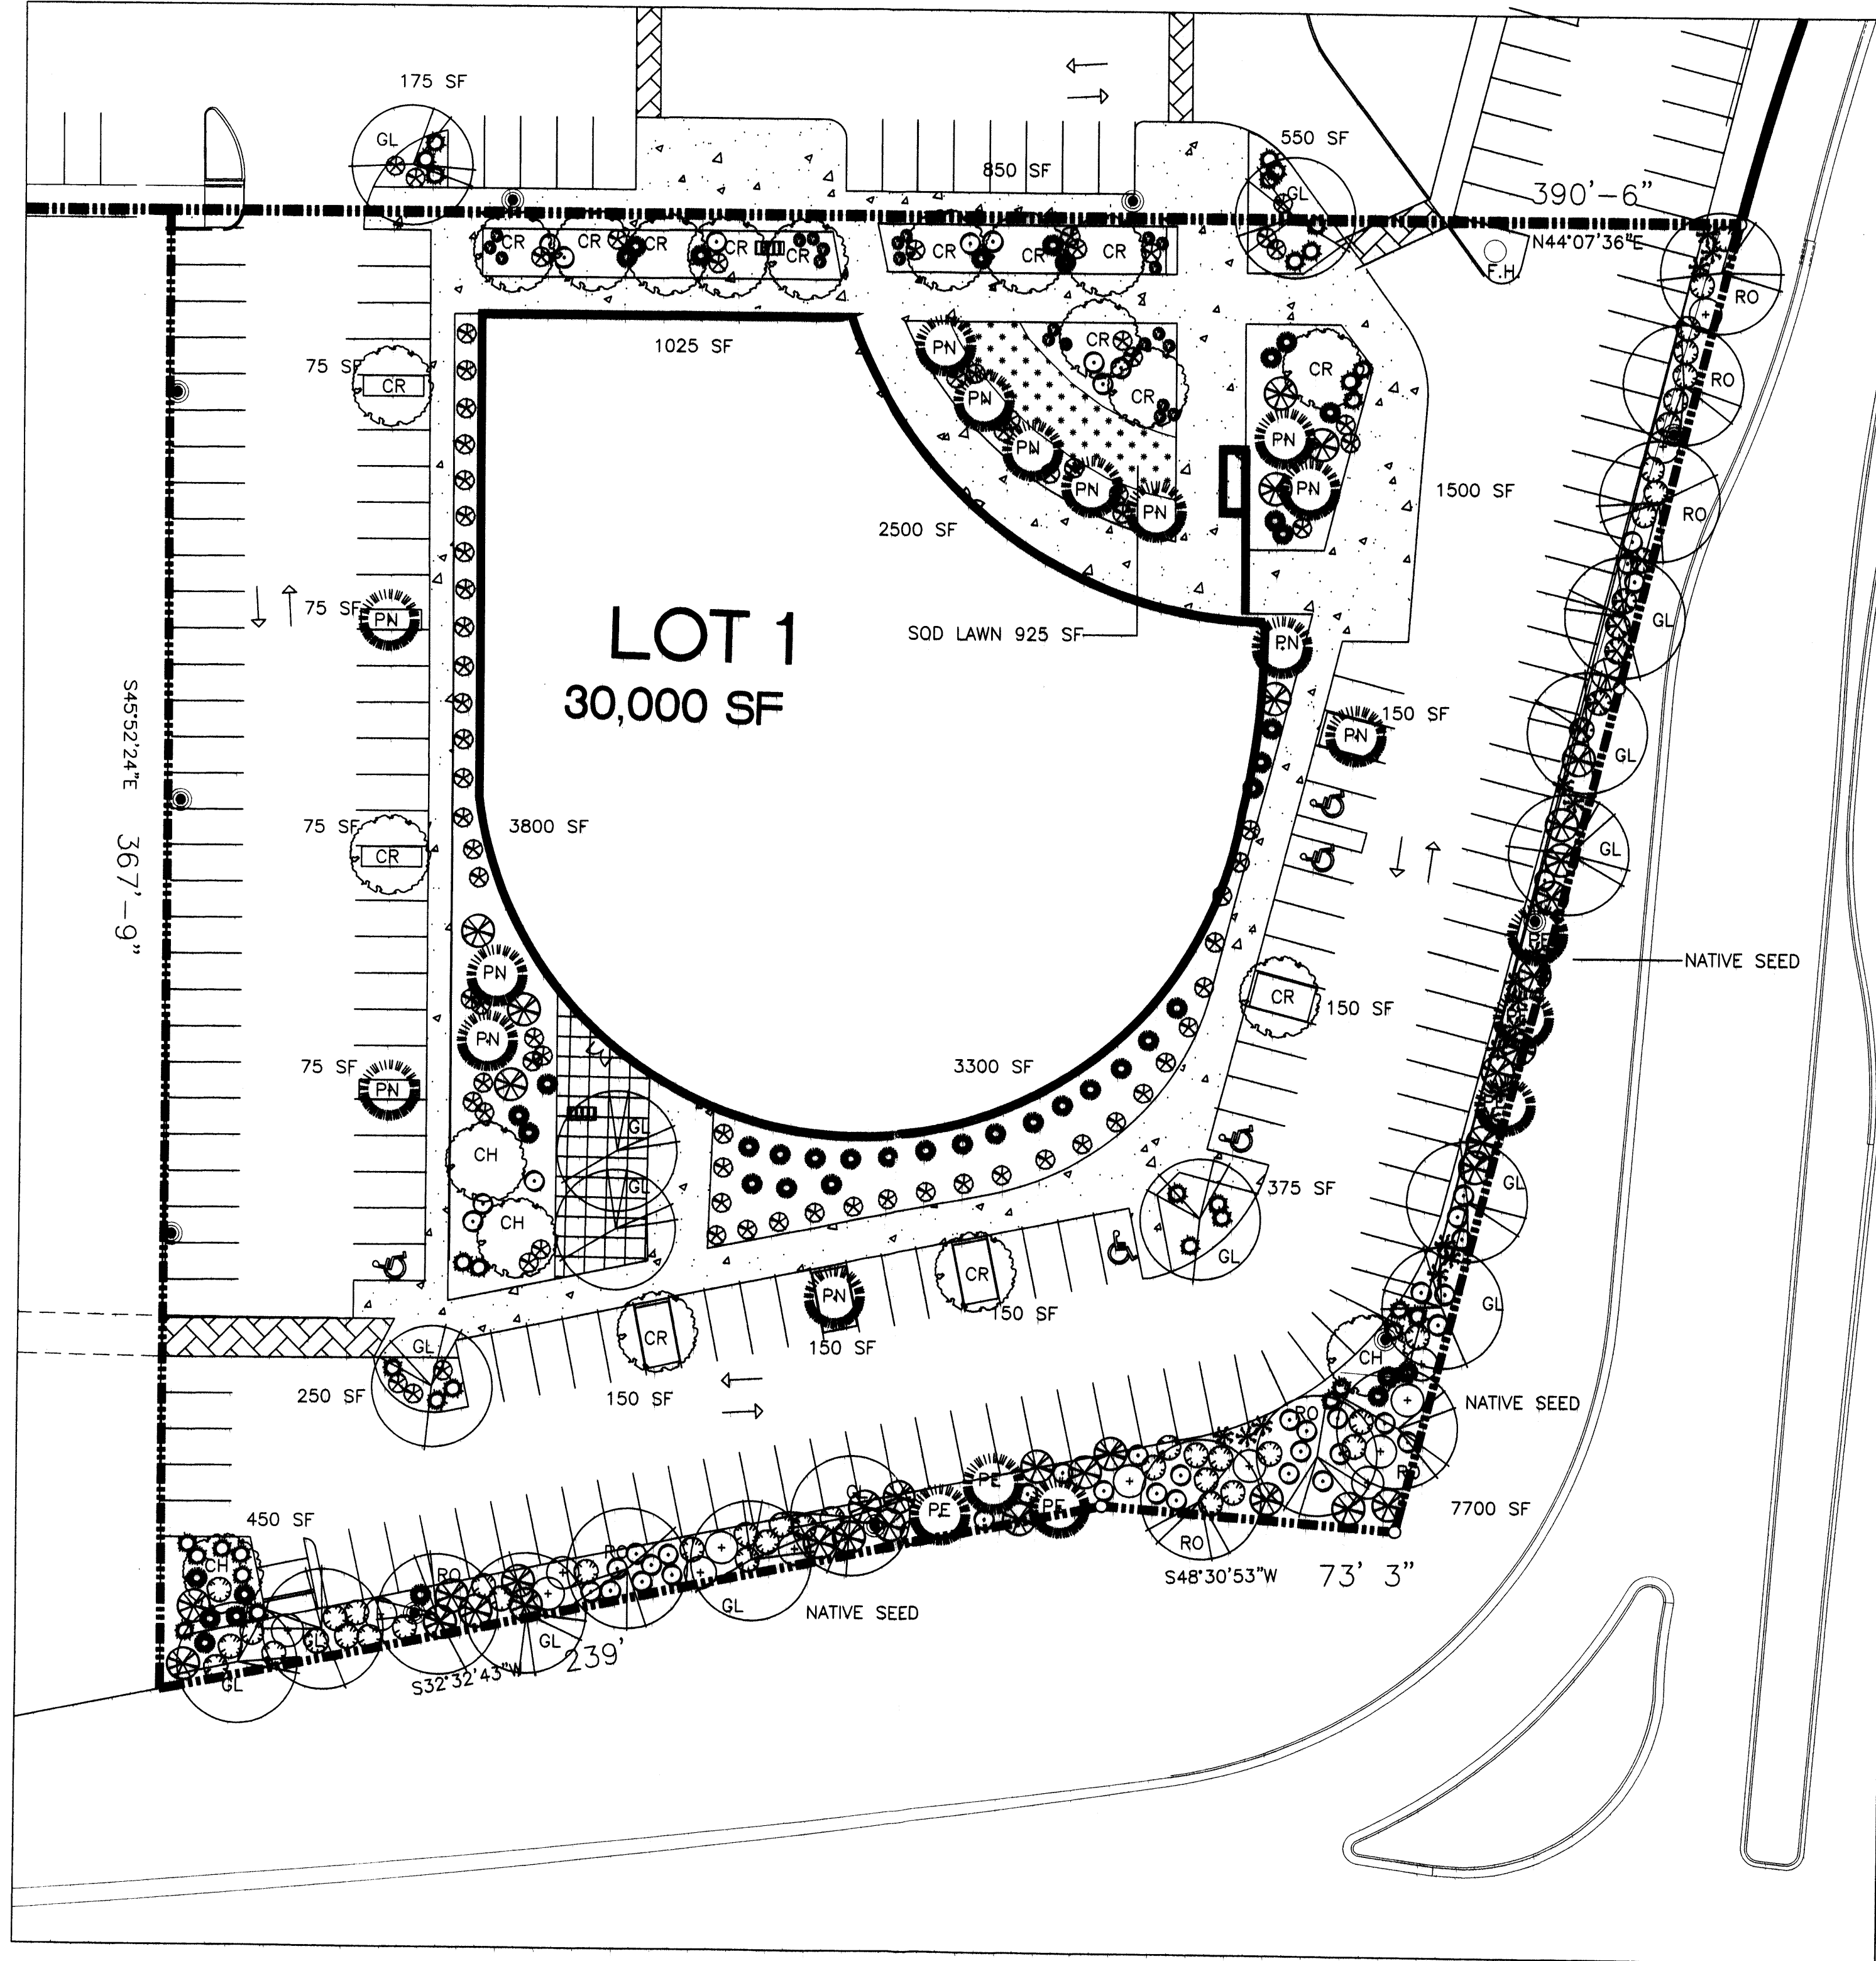 175 SF
GL
550 SF
850 SF
GL
390'-6"
N44°07'36"E
F.H.
CR
CR
CR
CR
CR
CR
CR
CR
RO
1025 SF
PN
CR
CR
75 SF
CR
CR
RO
PN
PN
PN
PN
PN
PN
PN
1500 SF
RO
2500 SF
75 SF
PN
LOT 1
30,000 SF
SOD LAWN 925 SF
PN
GL
S45°52'24"E
367'-9"
150 SF
PN
GL
75 SF
CR
3800 SF
GL
PE
NATIVE SEED
PN
CR
150 SF
PN
75 SF
PN
3300 SF
GL
CH
GL
CH
375 SF
GL
GL
GL
CR
150 SF
PN
150 SF
CR
150 SF
GL
250 SF
CH
NATIVE SEED
RO
RO
7700 SF
450 SF
CH
PE
PE
PE
GL
RO
S48°30'53"W
73' 3"
RO
RO
GL
NATIVE SEED
GL
GL
GL
S32°32'43"W
239'